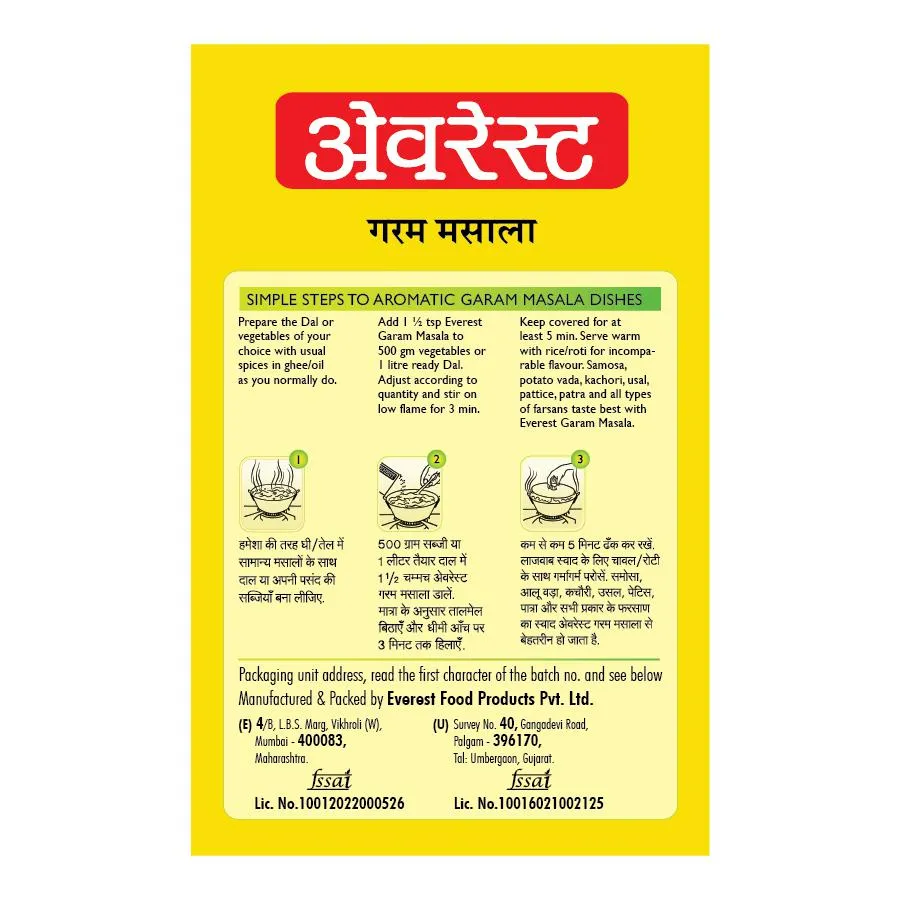 अेवरेस्ट
गरम मसाला
SIMPLE STEPS TO AROMATIC GARAM MASALA DISHES
Prepare the Dal or
vegetables of your
choice with usual
spices in ghee/oil
as you normally do.
Add 1 ½ tsp Everest
Garam Masala to
500 gm vegetables or
1 litre ready Dal.
Adjust according to
quantity and stir on
low flame for 3 min.
Keep covered for at
least 5 min. Serve warm
with rice/roti for incompa-
rable flavour. Samosa,
potato vada, kachori, usal,
pattice, patra and all types
of farsans taste best with
Everest Garam Masala.
1
2
3
हमेशा की तरह घी/तेल में
सामान्य मसालों के साथ
दाल या अपनी पसंद की
सब्जियाँ बना लीजिए.
500 ग्राम सब्जी या
1 लीटर तैयार दाल में
1½ चम्मच अेवरेस्ट
गरम मसाला डालें.
मात्रा के अनुसार तालमेल
बिठाएँ और धीमी आँच पर
3 मिनट तक हिलाएँ.
कम से कम 5 मिनट ढँक कर रखें.
लाजवाब स्वाद के लिए चावल/रोटी
के साथ गर्मागर्म परोसें. समोसा,
आलू वड़ा, कचौरी, उसल, पेटिस,
पात्रा और सभी प्रकार के फरसाण
का स्वाद अेवरेस्ट गरम मसाला से
बेहतरीन हो जाता है.
Packaging unit address, read the first character of the batch no. and see below
Manufactured & Packed by Everest Food Products Pvt. Ltd.
(E) 4/B, L.B.S. Marg, Vikhroli (W),
Mumbai - 400083,
Maharashtra.
fssai
Lic. No.10012022000526
(U) Survey No. 40, Gangadevi Road,
Palgam - 396170,
Tal: Umbergaon, Gujarat.
fssai
Lic. No.10016021002125